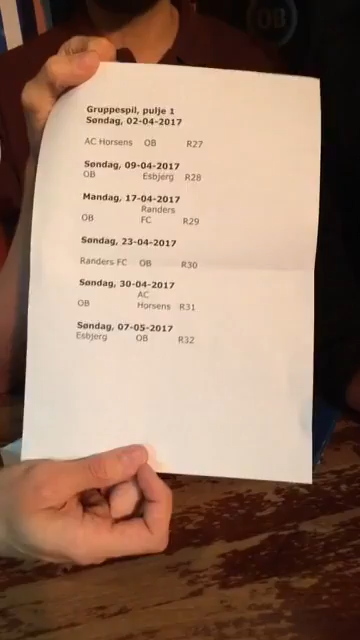 OB
Gruppespil, pulje 1
Søndag, 02-04-2017
AC Horsens OB R27
Søndag, 09-04-2017
OB Esbjerg R28
Mandag, 17-04-2017
Randers
OB FC R29
Søndag, 23-04-2017
Randers FC OB R30
Søndag, 30-04-2017
AC
OB Horsens R31
Søndag, 07-05-2017
Esbjerg OB R32